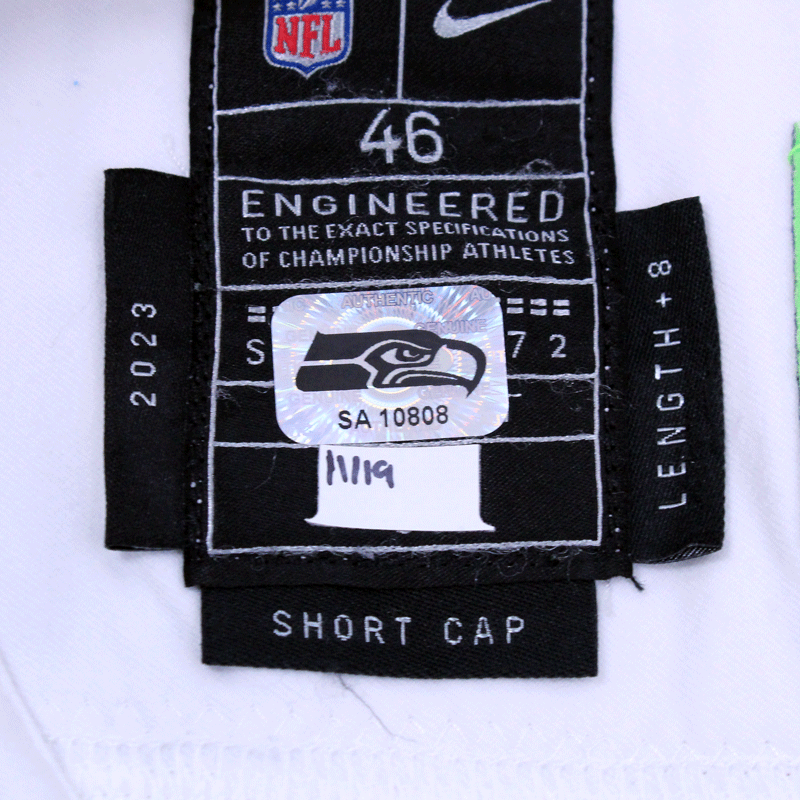 NFL
46
ENGINEERED
TO THE EXACT SPECIFICATIONS
OF CHAMPIONSHIP ATHLETES
AUTHENTIC
GENUINE
S 72
SA 10808
11/19
2023
LENGTH + 8
SHORT CAP